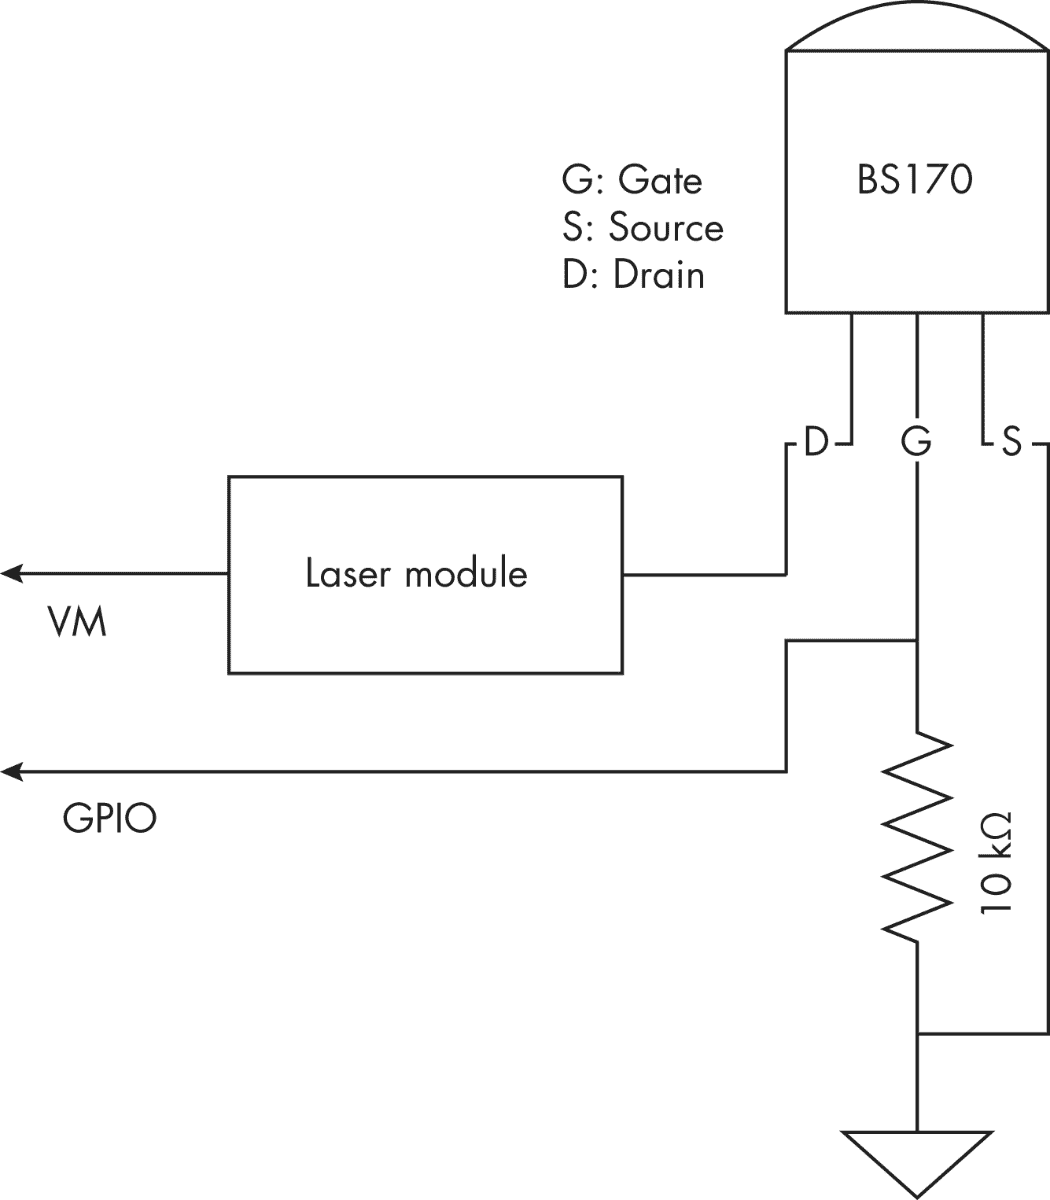 BS170
G: Gate
S: Source
D: Drain
D
G
S
Laser module
VM
GPIO
10 kΩ